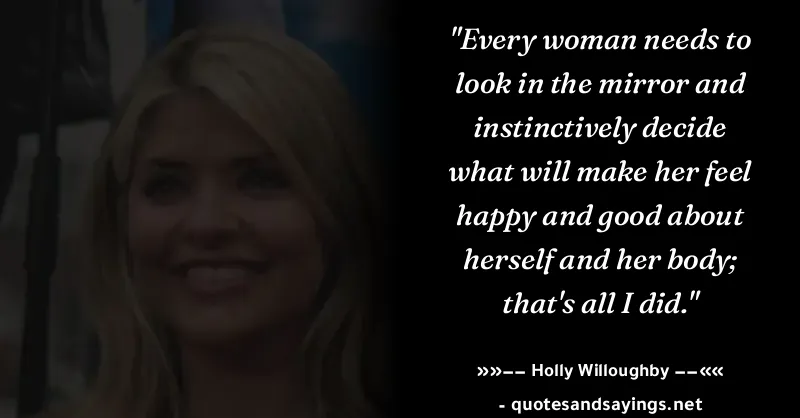 "Every woman needs to
look in the mirror and
instinctively decide
what will make her feel
happy and good about
herself and her body;
that's all I did."
»»−− Holly Willoughby −−««
- quotesandsayings.net